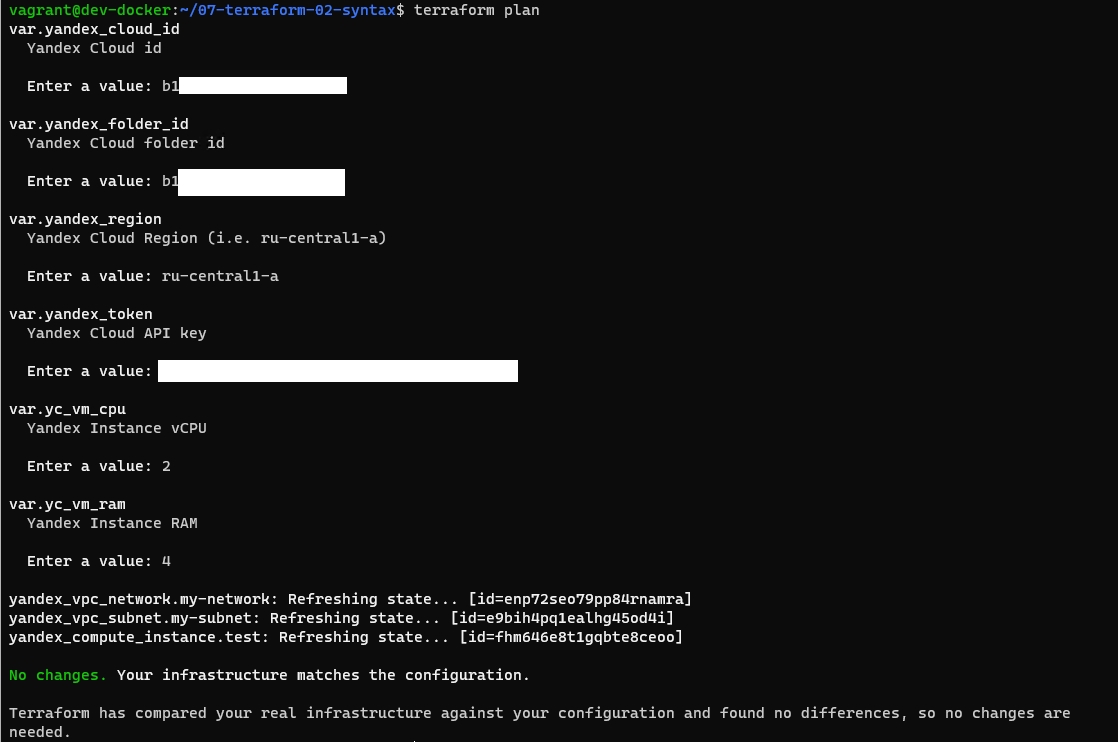 vagrant@dev-docker:~/07-terraform-02-syntax$ terraform plan
var.yandex_cloud_id
Yandex Cloud id
Enter a value: b1
var.yandex_folder_id
Yandex Cloud folder id
Enter a value: b1
var.yandex_region
Yandex Cloud Region (i.e. ru-central1-a)
Enter a value: ru-central1-a
var.yandex_token
Yandex Cloud API key
Enter a value:
var.yc_vm_cpu
Yandex Instance vCPU
Enter a value: 2
var.yc_vm_ram
Yandex Instance RAM
Enter a value: 4
yandex_vpc_network.my-network: Refreshing state... [id=enp72seo79pp84rnamra]
yandex_vpc_subnet.my-subnet: Refreshing state... [id=e9bih4pq1ealhg45od4i]
yandex_compute_instance.test: Refreshing state... [id=fhm646e8t1gqbte8ceoo]
No changes. Your infrastructure matches the configuration.
Terraform has compared your real infrastructure against your configuration and found no differences, so no changes are
needed.